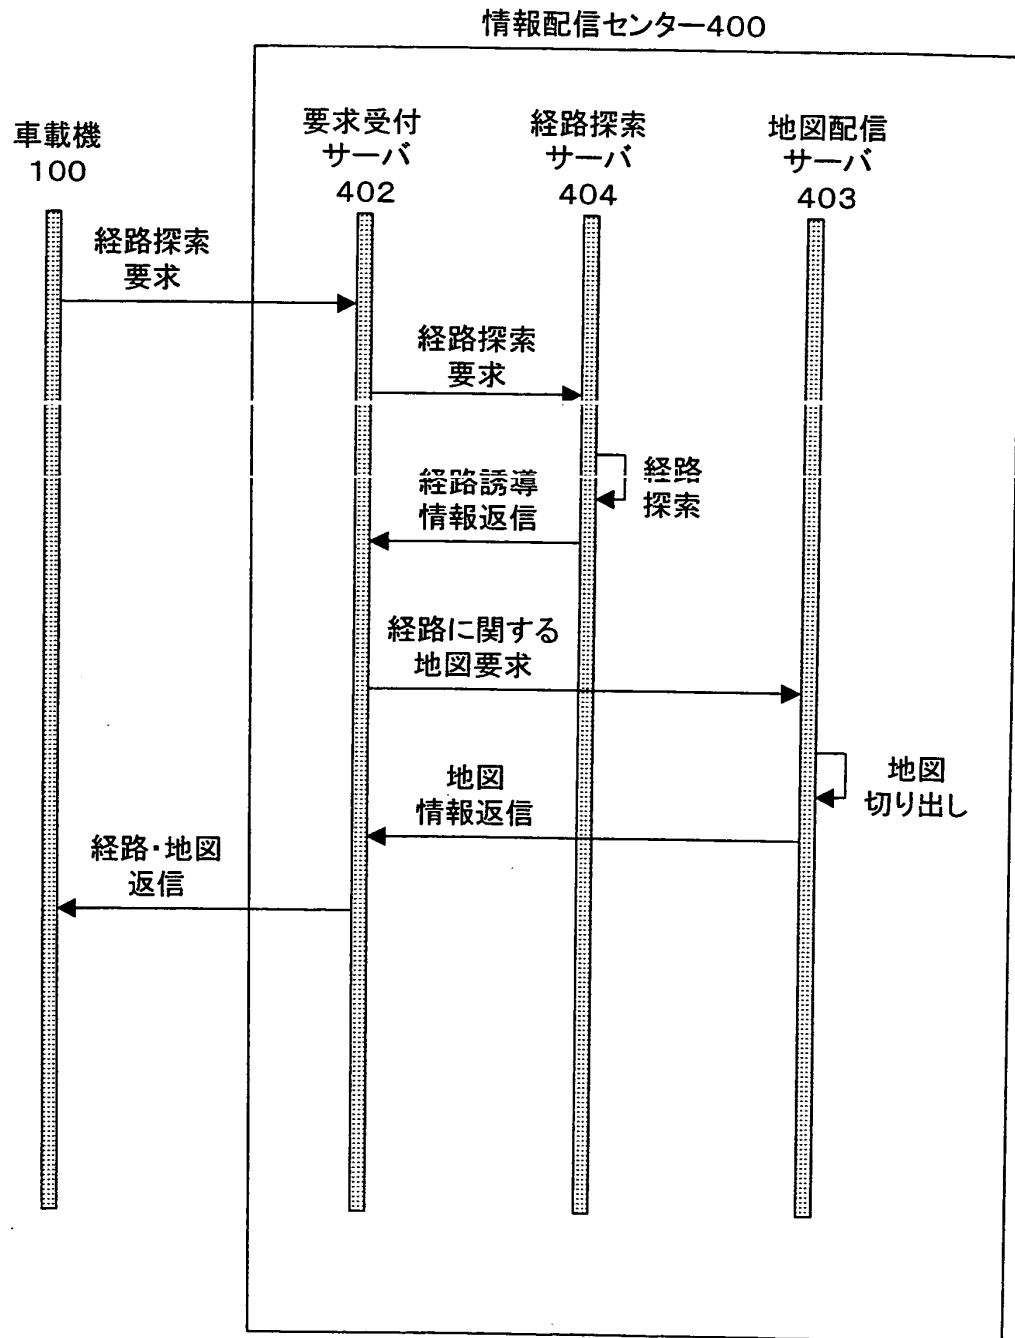 情報配信センター400
車載機
100
要求受付
サーバ
402
経路探索
サーバ
404
地図配信
サーバ
403
経路探索
要求
経路探索
要求
経路
探索
経路誘導
情報返信
経路に関する
地図要求
地図
切り出し
地図
情報返信
経路・地図
返信